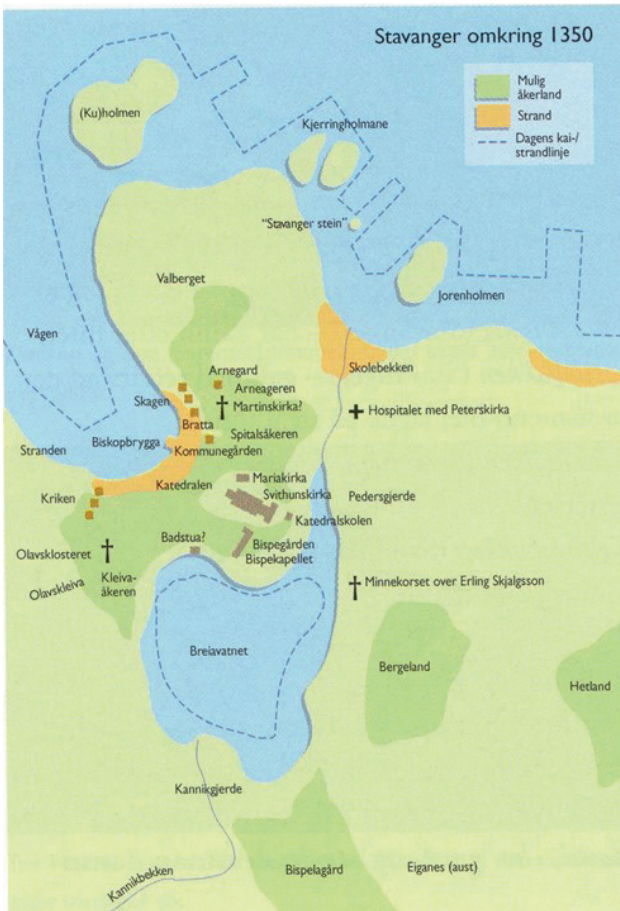 Stavanger omkring 1350
Mulig
åkerland
Strand
Dagens kai-/
strandlinje
(Ku)holmen
Kjerringholmane
"Stavanger stein"
Valberget
Jorenholmen
Vågen
Skolebekken
Arnegard
Arneageren
Skagen
Martinskirka?
Hospitalet med Peterskirka
Bratta
Spitalsåkeren
Biskopbrygga
Stranden
Kommunegården
Mariakirka
Katedralen
Svithunskirka
Pedersgjerde
Kriken
Katedralskolen
Badstua?
Bispegården
Bispekapellet
Olavsklosteret
Olavskleiva
Kleiva-
åkeren
Minnekorset over Erling Skjalgsson
Breiavatnet
Bergeland
Hetland
Kannikgjerde
Kannikbekken
Bispelagård
Eiganes (aust)